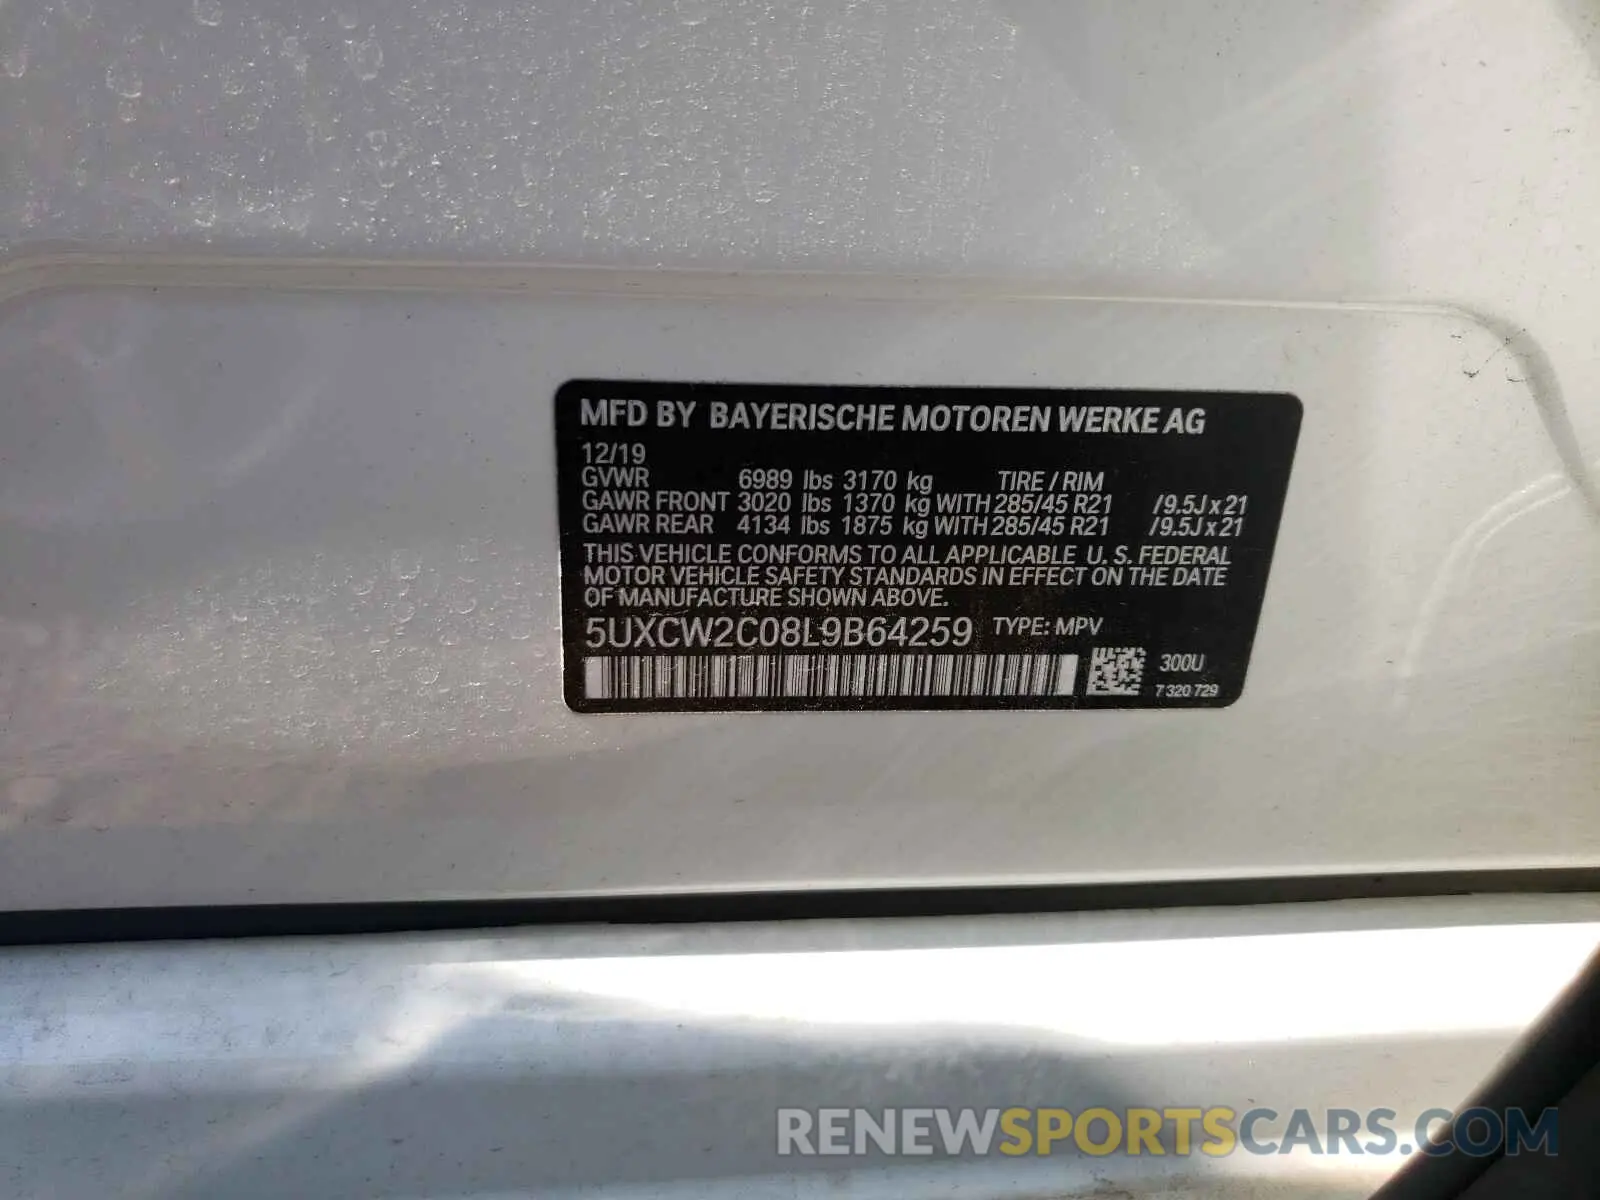 MFD BY BAYERISCHE MOTOREN WERKE AG
12/19
GVWR 6989 lbs 3170 kg TIRE / RIM
GAWR FRONT 3020 lbs 1370 kg WITH 285/45 R21 /9.5J x 21
GAWR REAR 4134 lbs 1875 kg WITH 285/45 R21 /9.5J x 21
THIS VEHICLE CONFORMS TO ALL APPLICABLE U. S. FEDERAL
MOTOR VEHICLE SAFETY STANDARDS IN EFFECT ON THE DATE
OF MANUFACTURE SHOWN ABOVE.
5UXCW2C08L9B64259 TYPE: MPV
300U
7 320 729
RENEWSPORTSCARS.COM